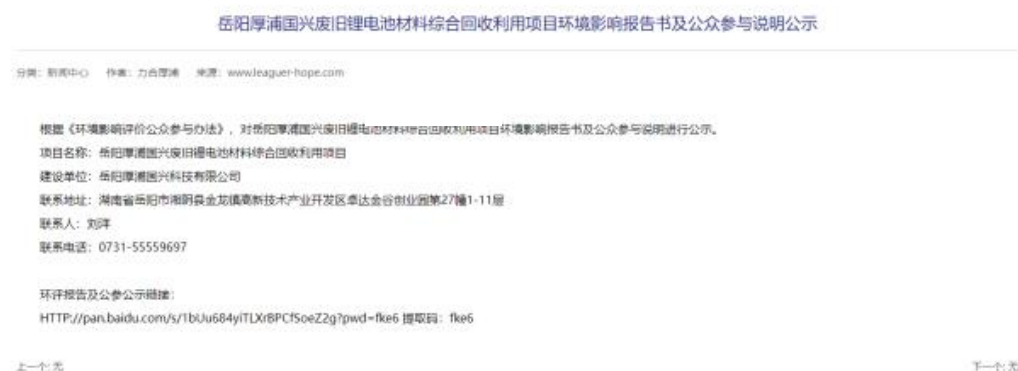 岳阳厚浦国兴废旧锂电池材料综合回收利用项目环境影响报告书及公众参与说明公示
分类：新闻中心 作者：力合厚浦 来源：www.leaguer-hope.com
根据《环境影响评价公众参与办法》，对岳阳厚浦国兴废旧锂电池材料综合回收利用项目环境影响报告书及公众参与说明进行公示。
项目名称：岳阳厚浦国兴废旧锂电池材料综合回收利用项目
建设单位：岳阳厚浦国兴科技有限公司
联系地址：湖南省岳阳市湘阴县金龙镇高新技术产业开发区卓达金谷创业园第27幢1-11层
联系人：刘洋
联系电话：0731-55559697
环评报告及公参公示链接：
HTTP://pan.baidu.com/s/1bUu684yiTLXrBPCfSoeZ2g?pwd=fke6 提取码：fke6
上一个: 无
下一个: 无